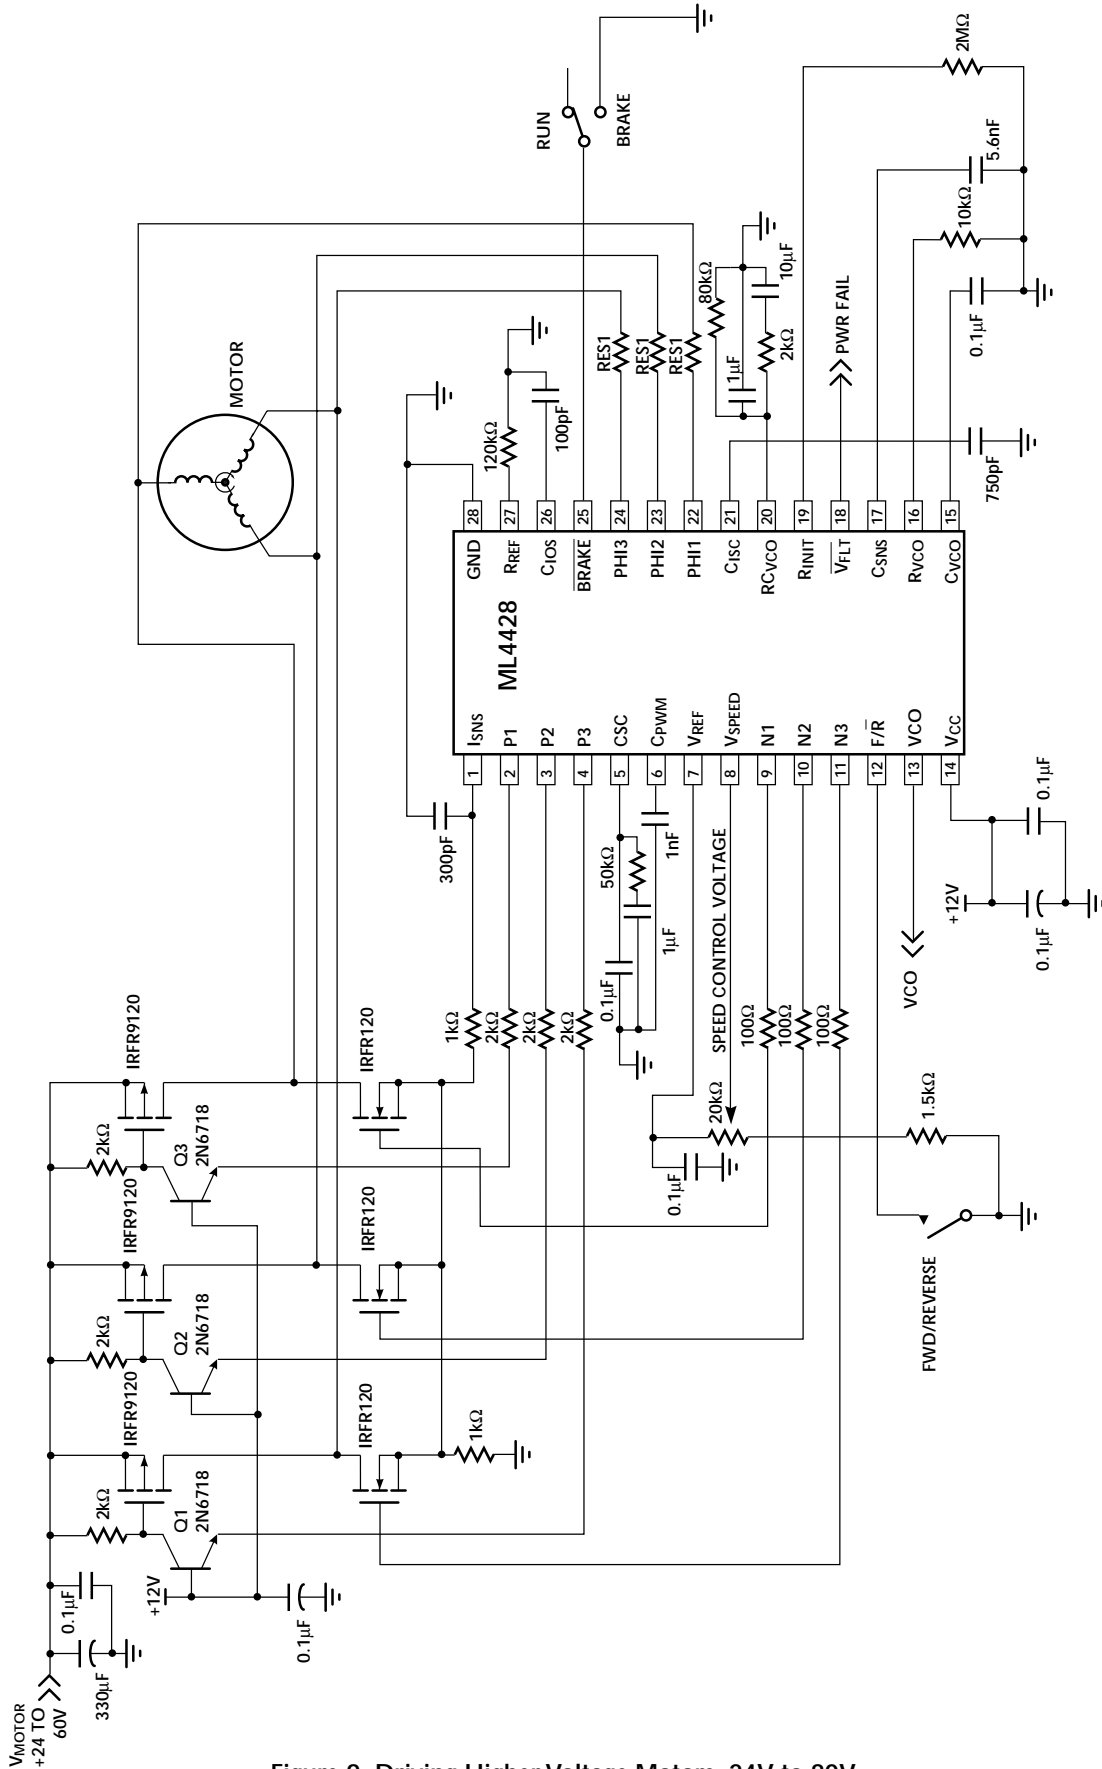 VMOTOR
+24 TO
60V
330µF
0.1µF
+12V
0.1µF
2kΩ
Q1
2N6718
IRFR9120
IRFR120
1kΩ
2kΩ
Q2
2N6718
IRFR9120
IRFR120
2kΩ
Q3
2N6718
IRFR9120
IRFR120
MOTOR
RUN
BRAKE
1kΩ
2kΩ
2kΩ
2kΩ
300pF
0.1µF
50kΩ
1µF
1nF
0.1µF
20kΩ
SPEED CONTROL VOLTAGE
100Ω
100Ω
100Ω
FWD/REVERSE
1.5kΩ
VCO
+12V
0.1µF
0.1µF
ML4428
1 ISNS
2 P1
3 P2
4 P3
5 CSC
6 CPWM
7 VREF
8 VSPEED
9 N1
10 N2
11 N3
12 F/R̅
13 VCO
14 VCC
GND 28
RREF 27
CIOS 26
BRAKE 25
PHI3 24
PHI2 23
PHI1 22
CISC 21
RCVCO 20
RINIT 19
VFLT 18
CSNS 17
RVCO 16
CVCO 15
120kΩ
100pF
RES1
RES1
RES1
80kΩ
1µF
2kΩ
10µF
750pF
PWR FAIL
2MΩ
5.6nF
10kΩ
0.1µF